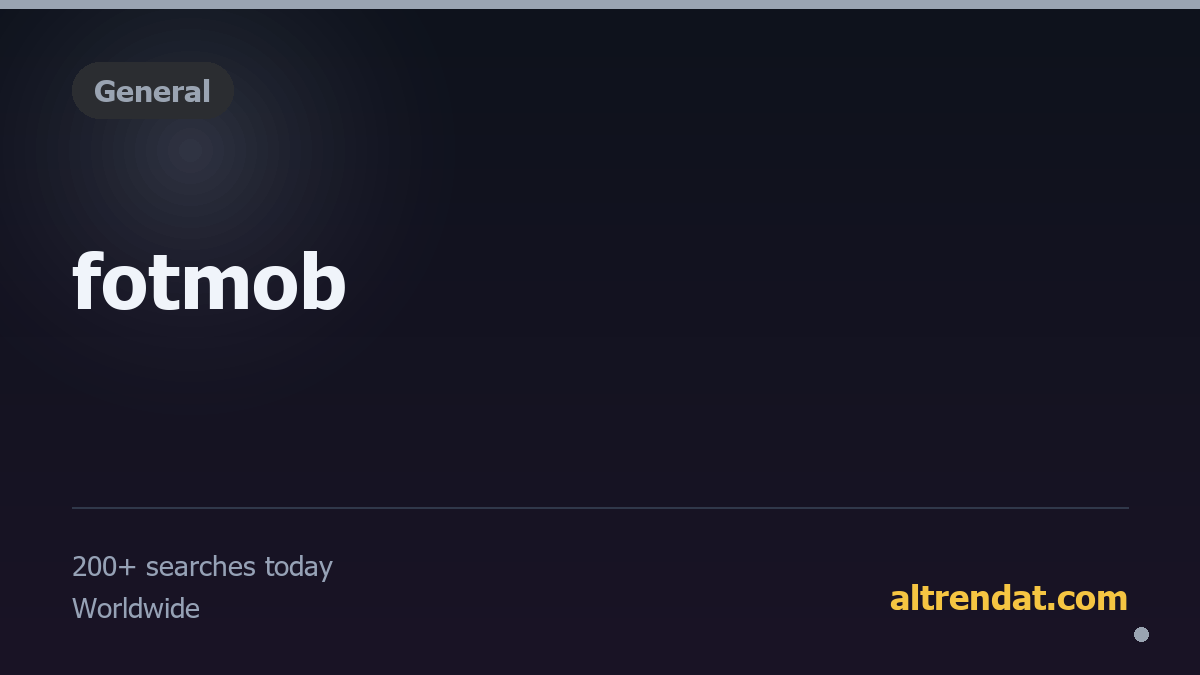 General
fotmob
200+ searches today
Worldwide
altrendat.com